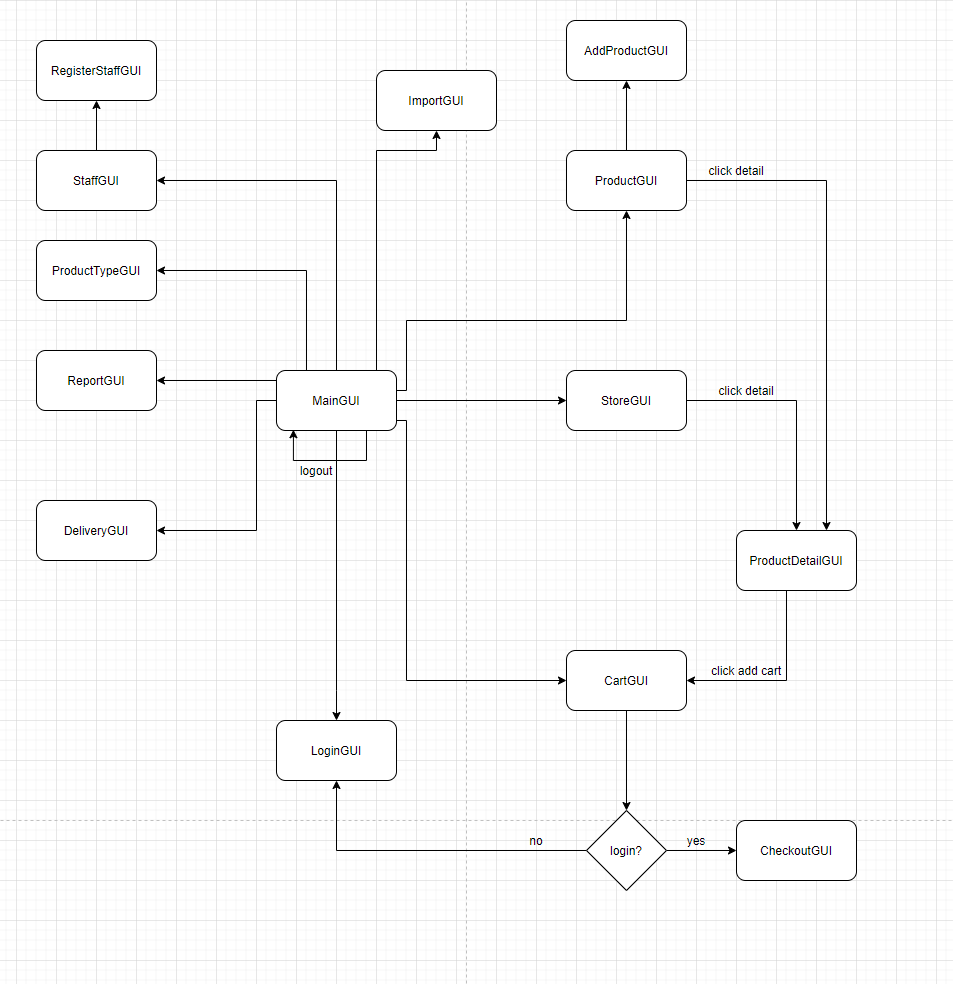 AddProductGUI
RegisterStaffGUI
ImportGUI
StaffGUI
ProductGUI
click detail
ProductTypeGUI
ReportGUI
MainGUI
StoreGUI
click detail
logout
DeliveryGUI
ProductDetailGUI
click add cart
CartGUI
LoginGUI
no
login?
yes
CheckoutGUI